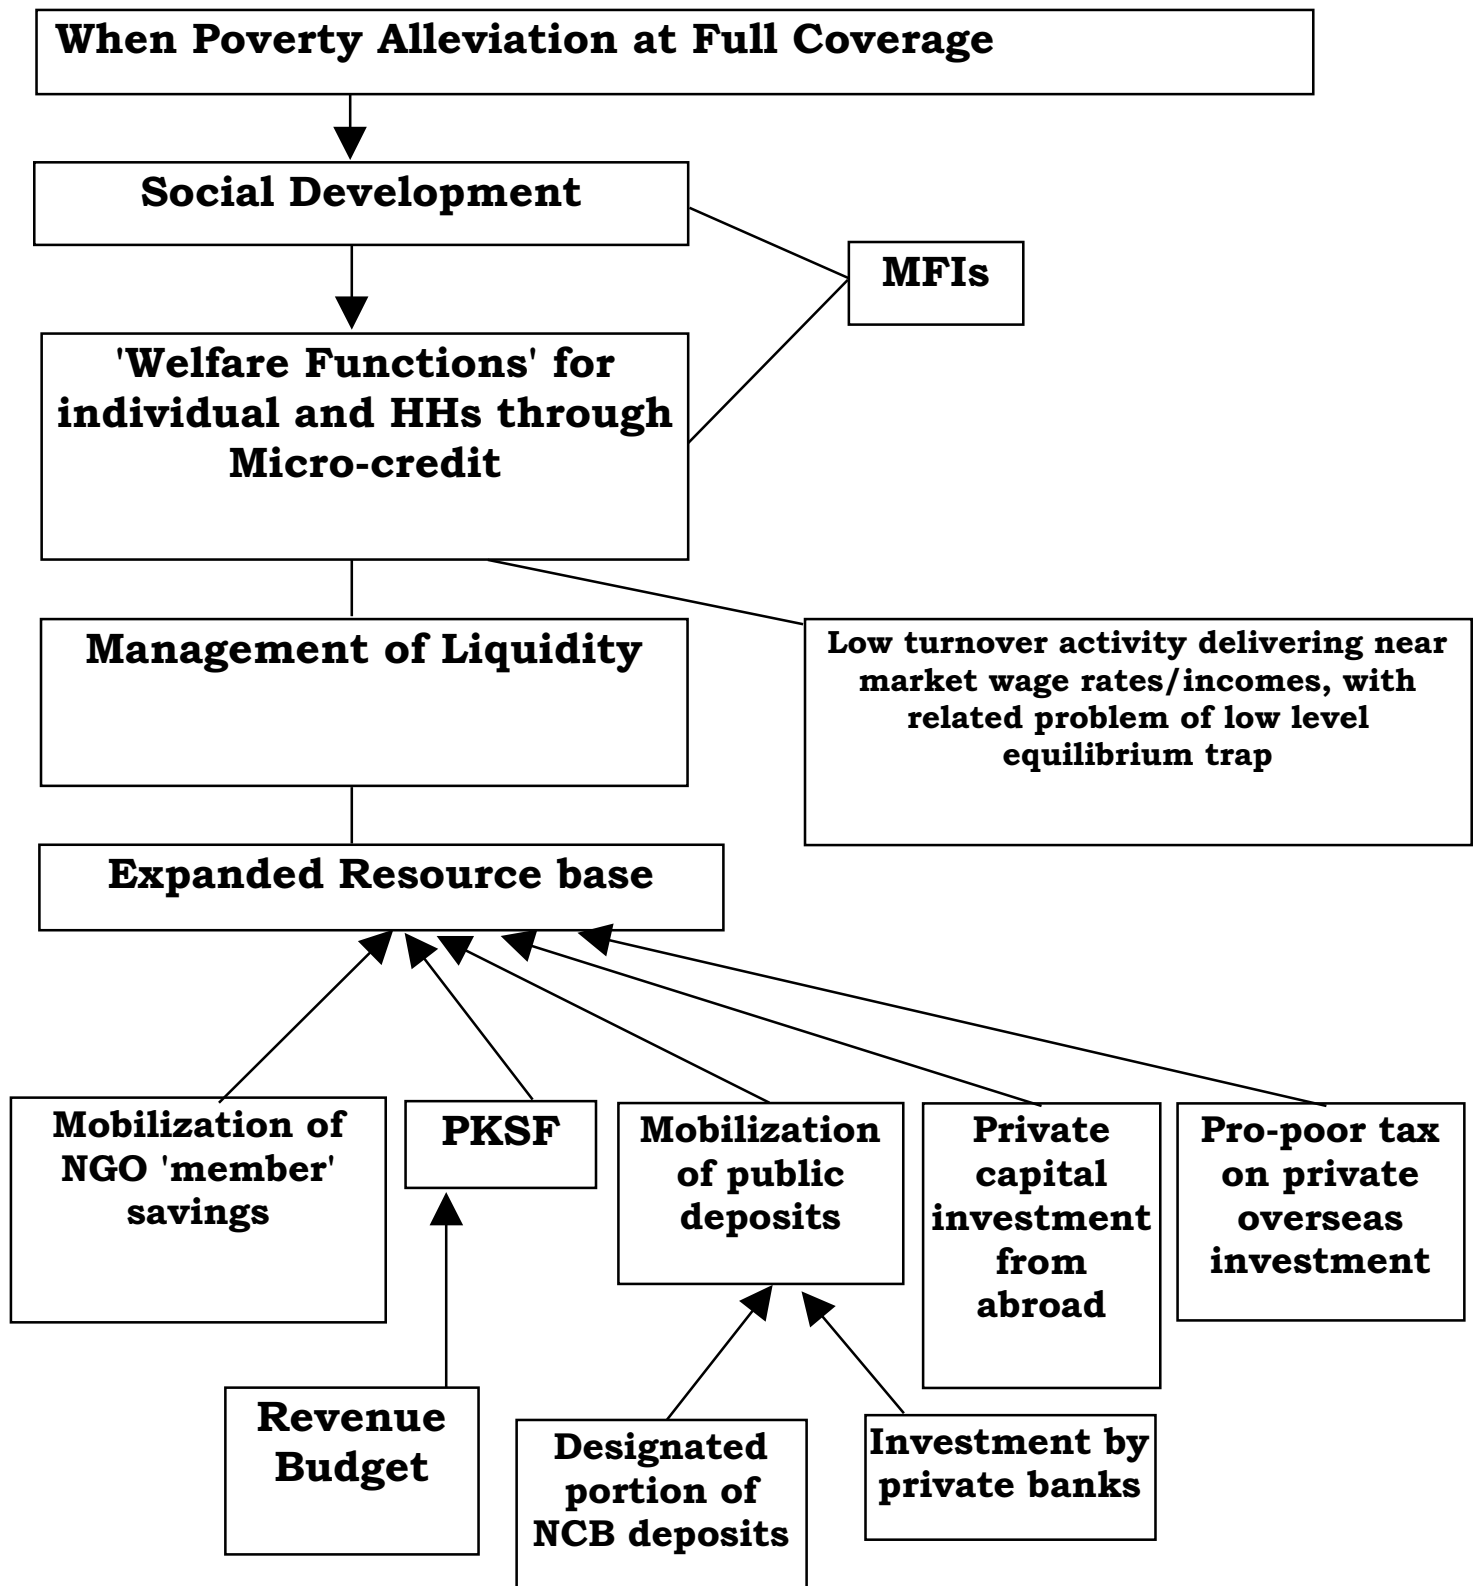 When Poverty Alleviation at Full Coverage
Social Development
MFIs
'Welfare Functions' for
individual and HHs through
Micro-credit
Management of Liquidity
Low turnover activity delivering near
market wage rates/incomes, with
related problem of low level
equilibrium trap
Expanded Resource base
Mobilization of
NGO 'member'
savings
PKSF
Mobilization
of public
deposits
Private
capital
investment
from
abroad
Pro-poor tax
on private
overseas
investment
Revenue
Budget
Designated
portion of
NCB deposits
Investment by
private banks